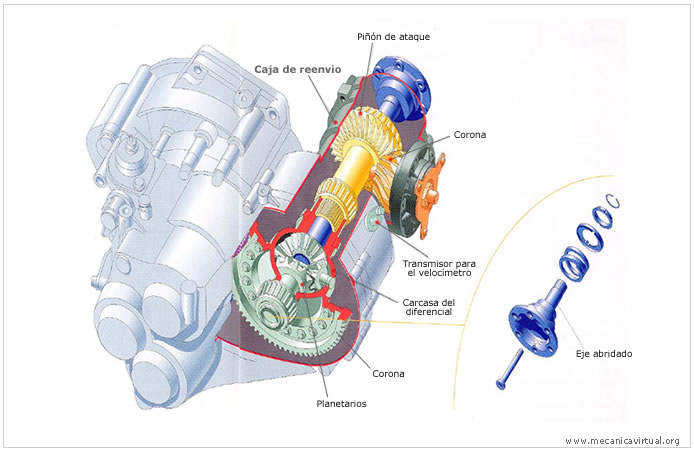 Piñón de ataque
Caja de reenvio
Corona
Transmisor para
el velocímetro
Carcasa del
diferencial
Eje abridado
Corona
Planetarios
www.mecanicavirtual.org